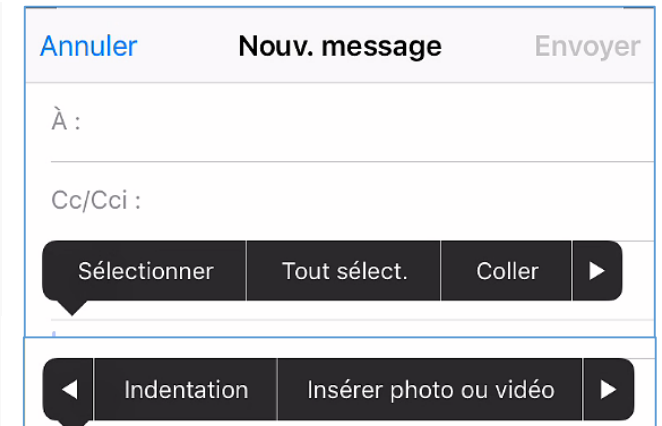 Annuler Nouv. message Envoyer
À :
Cc/Cci :
Sélectionner Tout sélect. Coller
Indentation Insérer photo ou vidéo